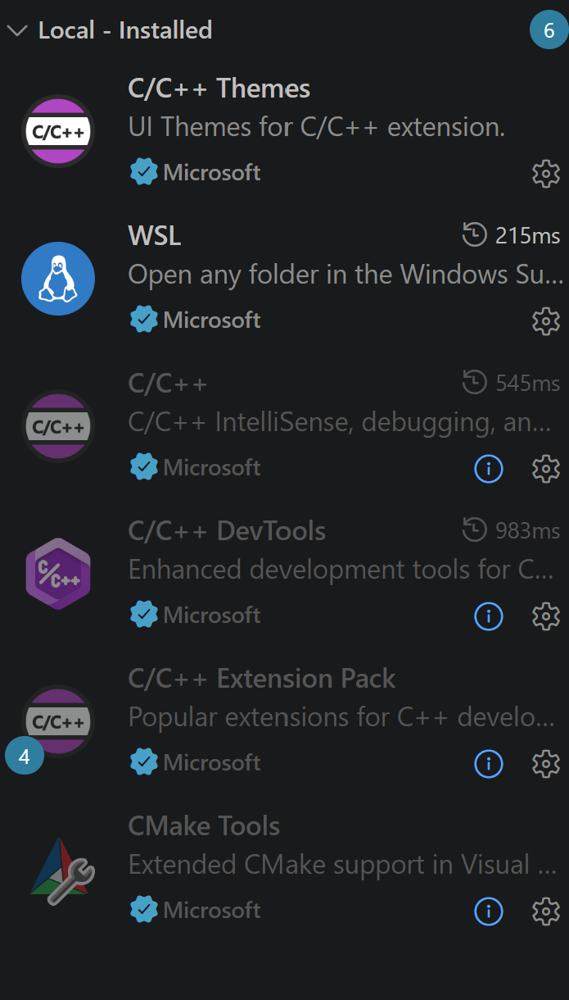 Local - Installed
6
C/C++ Themes
C/C++
UI Themes for C/C++ extension.
Microsoft
WSL
215ms
Open any folder in the Windows Su...
Microsoft
C/C++
545ms
C/C++
C/C++ IntelliSense, debugging, an...
Microsoft
C/C++ DevTools
983ms
C/C++
Enhanced development tools for C...
Microsoft
C/C++ Extension Pack
C/C++
Popular extensions for C++ develo...
4
Microsoft
CMake Tools
Extended CMake support in Visual ...
Microsoft